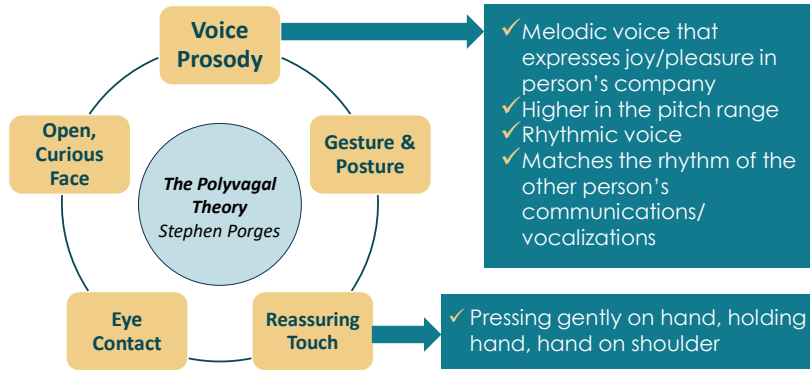 Voice
Prosody
✓Melodic voice that
expresses joy/pleasure in
person's company
✓Higher in the pitch range
✓Rhythmic voice
✓Matches the rhythm of the
other person's
communications/
vocalizations
Open,
Curious
Face
Gesture &
Posture
The Polyvagal
Theory
Stephen Porges
Eye
Contact
Reassuring
Touch
✓ Pressing gently on hand, holding
hand, hand on shoulder